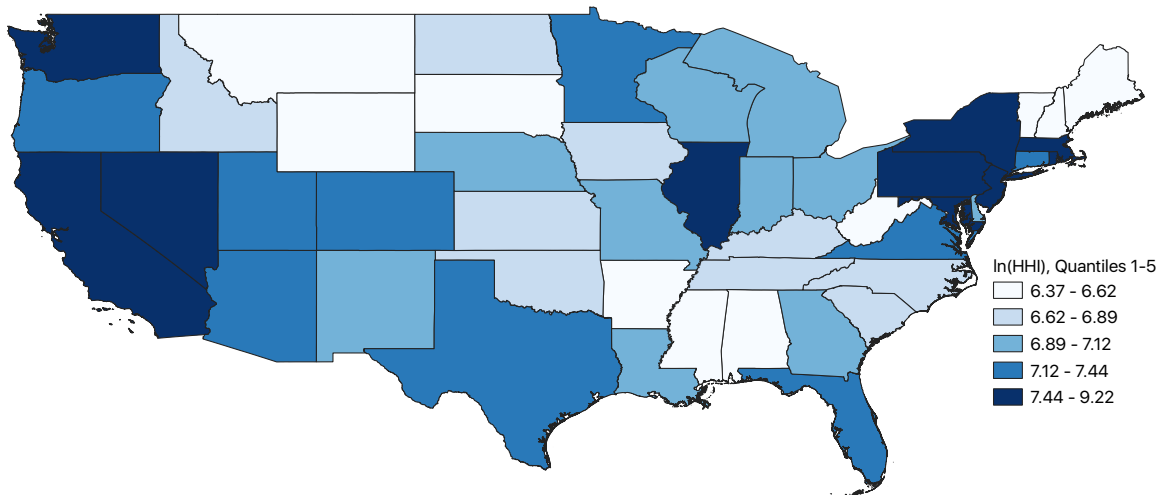 ln(HHI), Quantiles 1-5
6.37 - 6.62
6.62 - 6.89
6.89 - 7.12
7.12 - 7.44
7.44 - 9.22